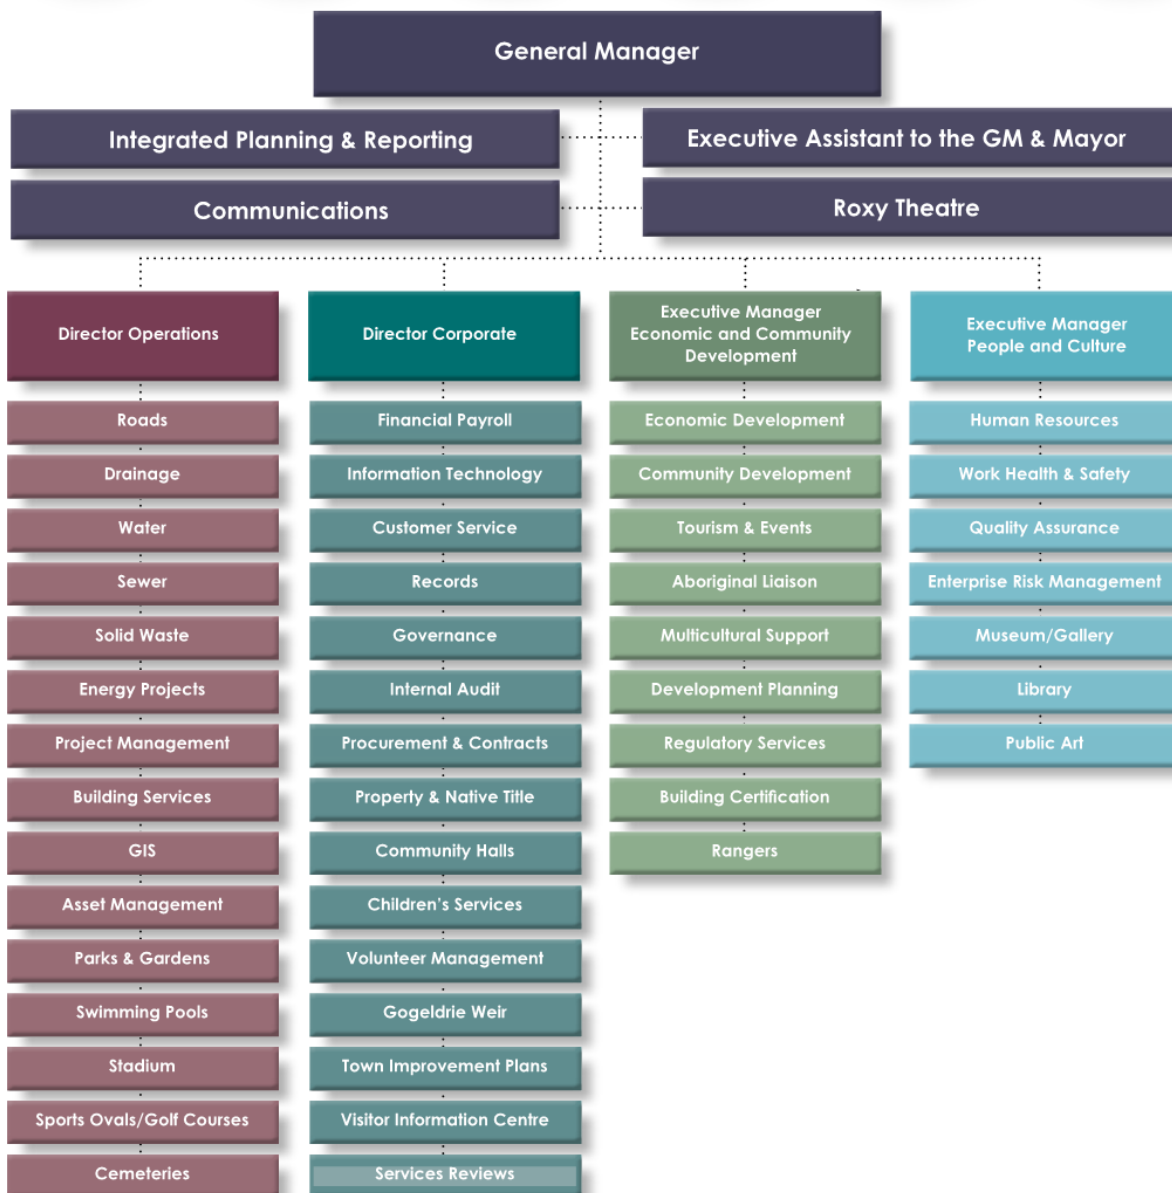 General Manager
Integrated Planning & Reporting
Executive Assistant to the GM & Mayor
Communications
Roxy Theatre
Director Operations
Roads
Drainage
Water
Sewer
Solid Waste
Energy Projects
Project Management
Building Services
GIS
Asset Management
Parks & Gardens
Swimming Pools
Stadium
Sports Ovals/Golf Courses
Cemeteries
Director Corporate
Financial Payroll
Information Technology
Customer Service
Records
Governance
Internal Audit
Procurement & Contracts
Property & Native Title
Community Halls
Children's Services
Volunteer Management
Gogeldrie Weir
Town Improvement Plans
Visitor Information Centre
Services Reviews
Executive Manager
Economic and Community
Development
Economic Development
Community Development
Tourism & Events
Aboriginal Liaison
Multicultural Support
Development Planning
Regulatory Services
Building Certification
Rangers
Executive Manager
People and Culture
Human Resources
Work Health & Safety
Quality Assurance
Enterprise Risk Management
Museum/Gallery
Library
Public Art